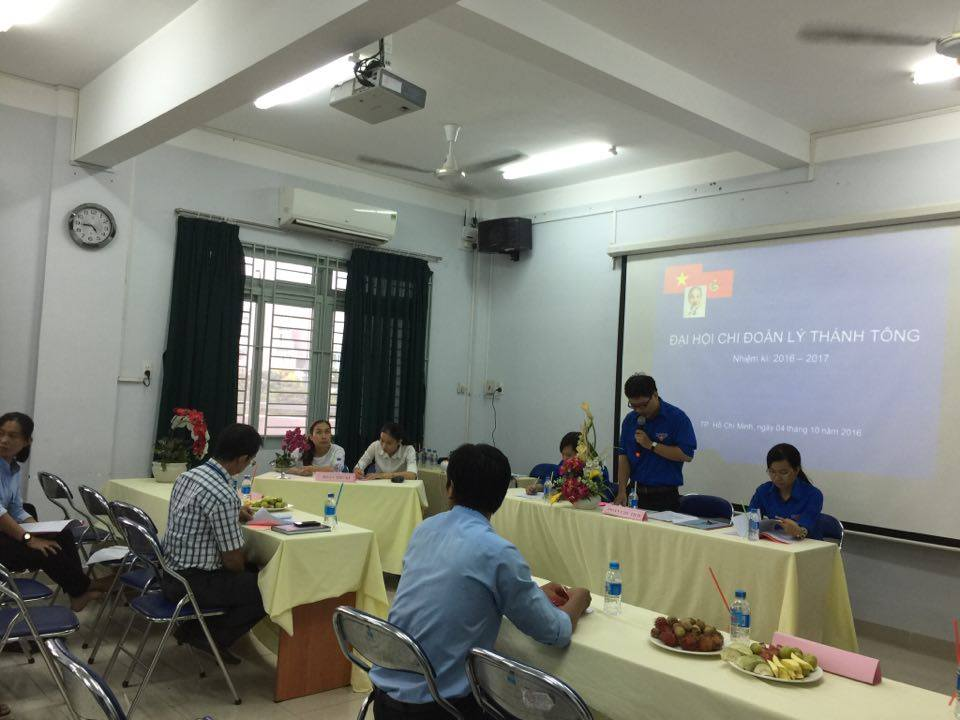 ĐẠI HỘI CHI ĐOÀN LÝ THÁNH TÔNG
Nhiệm kì: 2016 – 2017
TP. Hồ Chí Minh, ngày 04 tháng 10 năm 2016